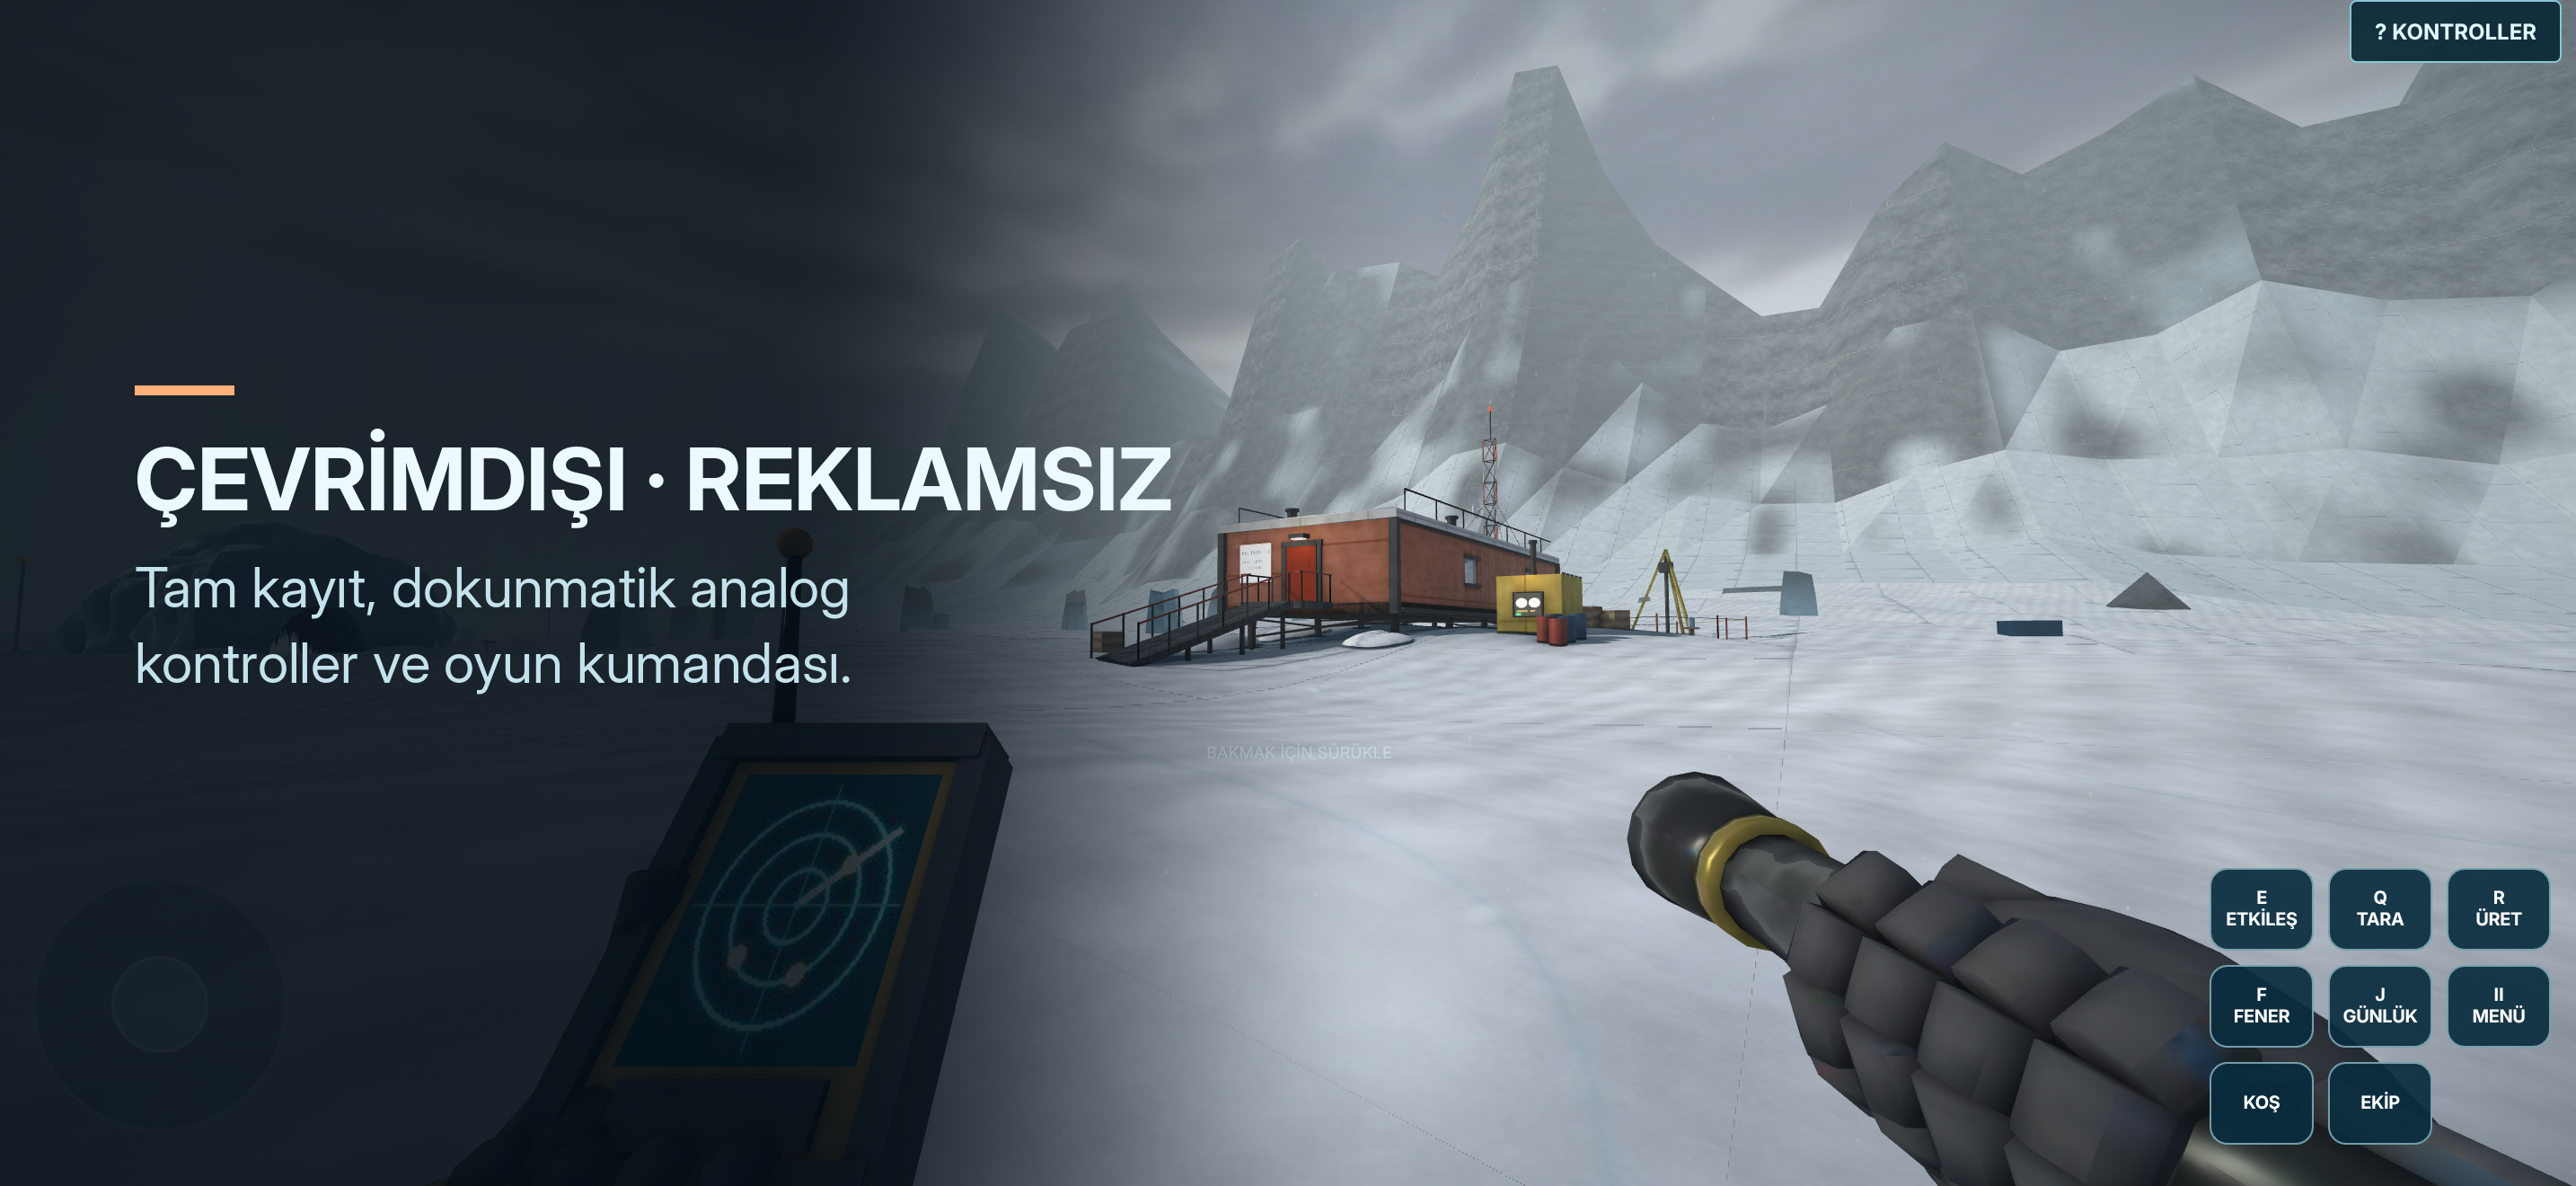 ? KONTROLLER
ÇEVRİMDIŞI · REKLAMSIZ
Tam kayıt, dokunmatik analog
kontroller ve oyun kumandası.
BAKMAK İÇİN SÜRÜKLE
E
ETKİLEŞ
Q
TARA
R
ÜRET
F
FENER
J
GÜNLÜK
II
MENÜ
KOŞ
EKİP